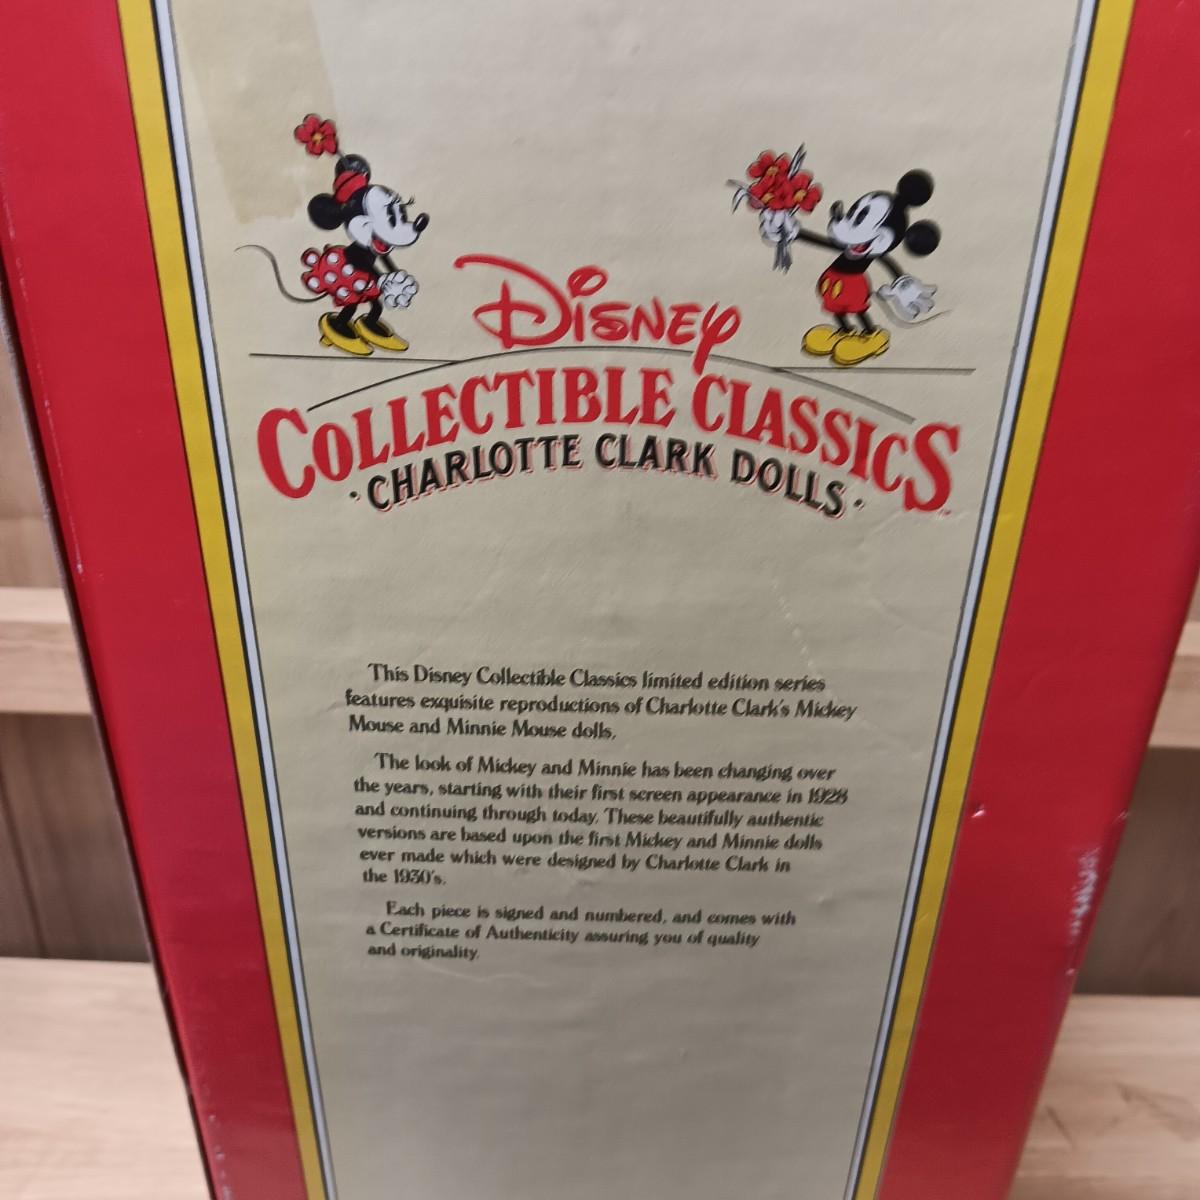 Disney
COLLECTIBLE CLASSICS
·CHARLOTTE CLARK DOLLS·
This Disney Collectible Classics limited edition series
features exquisite reproductions of Charlotte Clark's Mickey
Mouse and Minnie Mouse dolls.
The look of Mickey and Minnie has been changing over
the years, starting with their first screen appearance in 1928
and continuing through today. These beautifully authentic
versions are based upon the first Mickey and Minnie dolls
ever made which were designed by Charlotte Clark in
the 1930's.
Each piece is signed and numbered, and comes with
a Certificate of Authenticity assuring you of quality
and originality.